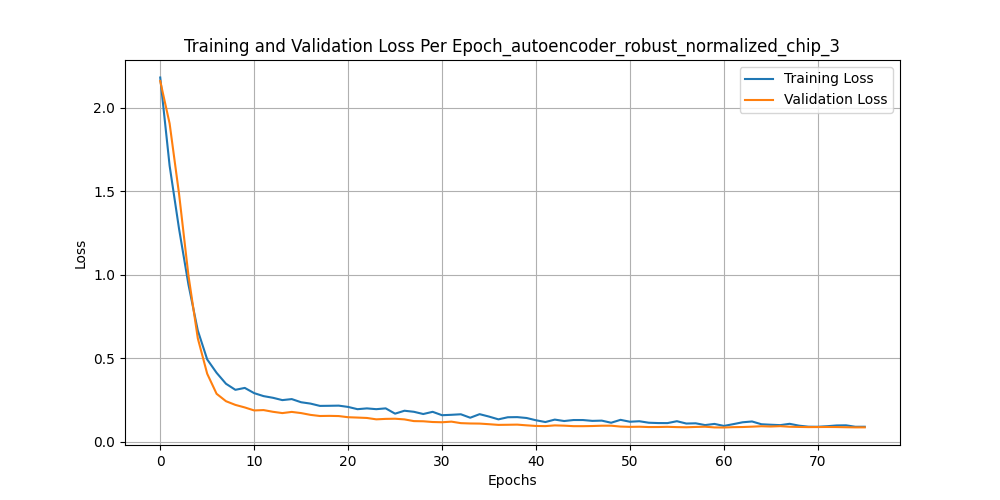 Training and Validation Loss Per Epoch_autoencoder_robust_normalized_chip_3
Training Loss
Validation Loss
Loss
2.0
1.5
1.0
0.5
0.0
0 10 20 30 40 50 60 70
Epochs